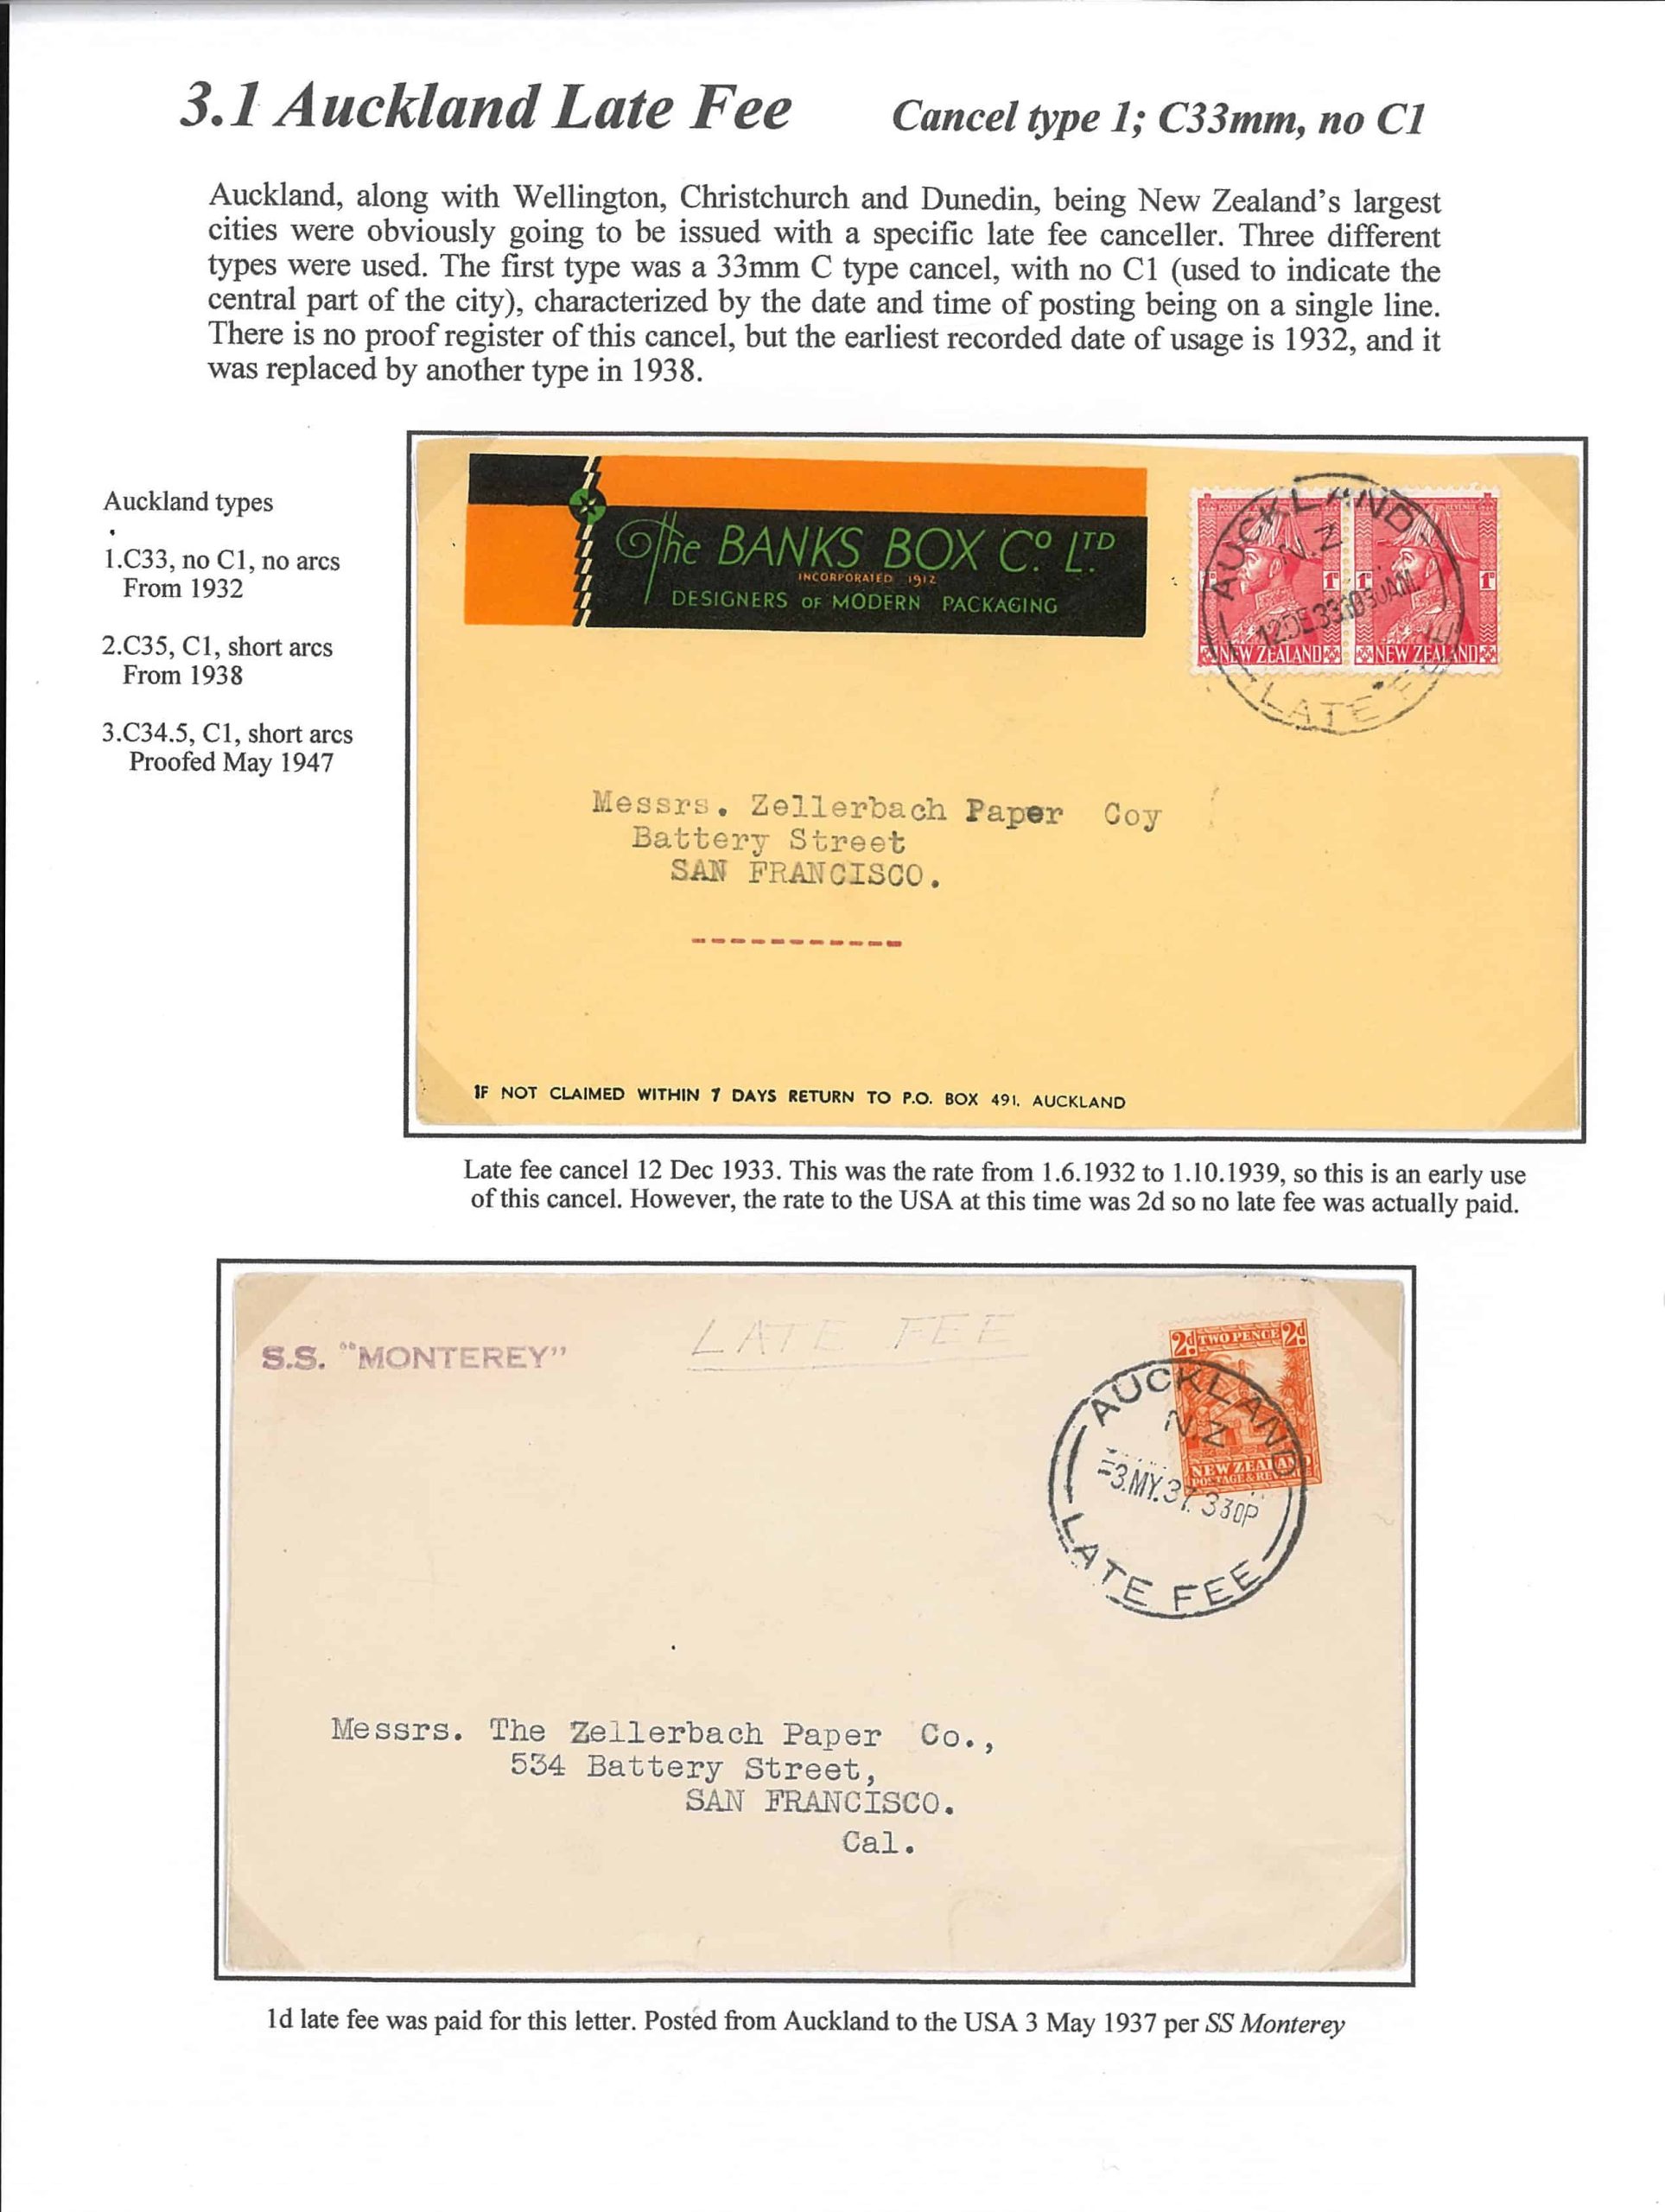 3.1 Auckland Late Fee Cancel type 1; C33mm, no C1
Auckland, along with Wellington, Christchurch and Dunedin, being New Zealand's largest
cities were obviously going to be issued with a specific late fee canceller. Three different
types were used. The first type was a 33mm C type cancel, with no C1 (used to indicate the
central part of the city), characterized by the date and time of posting being on a single line.
There is no proof register of this cancel, but the earliest recorded date of usage is 1932, and it
was replaced by another type in 1938.
Auckland types
1.C33, no C1, no arcs
From 1932
2.C35, C1, short arcs
From 1938
3.C34.5, C1, short arcs
Proofed May 1947
The BANKS BOX Cº LTD
INCORPORATED 1912
DESIGNERS OF MODERN PACKAGING
AUCKLAND
N.Z
1ᴰ 1ᴰ 1ᴰ 1ᴰ
12DE33 1030AM
NEW ZEALAND NEW ZEALAND
LATE FEE
Messrs. Zellerbach Paper Coy
Battery Street
SAN FRANCISCO.
IF NOT CLAIMED WITHIN 7 DAYS RETURN TO P.O. BOX 491, AUCKLAND
Late fee cancel 12 Dec 1933. This was the rate from 1.6.1932 to 1.10.1939, so this is an early use
of this cancel. However, the rate to the USA at this time was 2d so no late fee was actually paid.
S.S. "MONTEREY"
LATE FEE
2d TWO PENCE 2d
AUCKLAND
N.Z
NEW ZEALAND
POSTAGE & REV
-3.MY.37. 330P
LATE FEE
Messrs. The Zellerbach Paper Co.,
534 Battery Street,
SAN FRANCISCO.
Cal.
1d late fee was paid for this letter. Posted from Auckland to the USA 3 May 1937 per SS Monterey